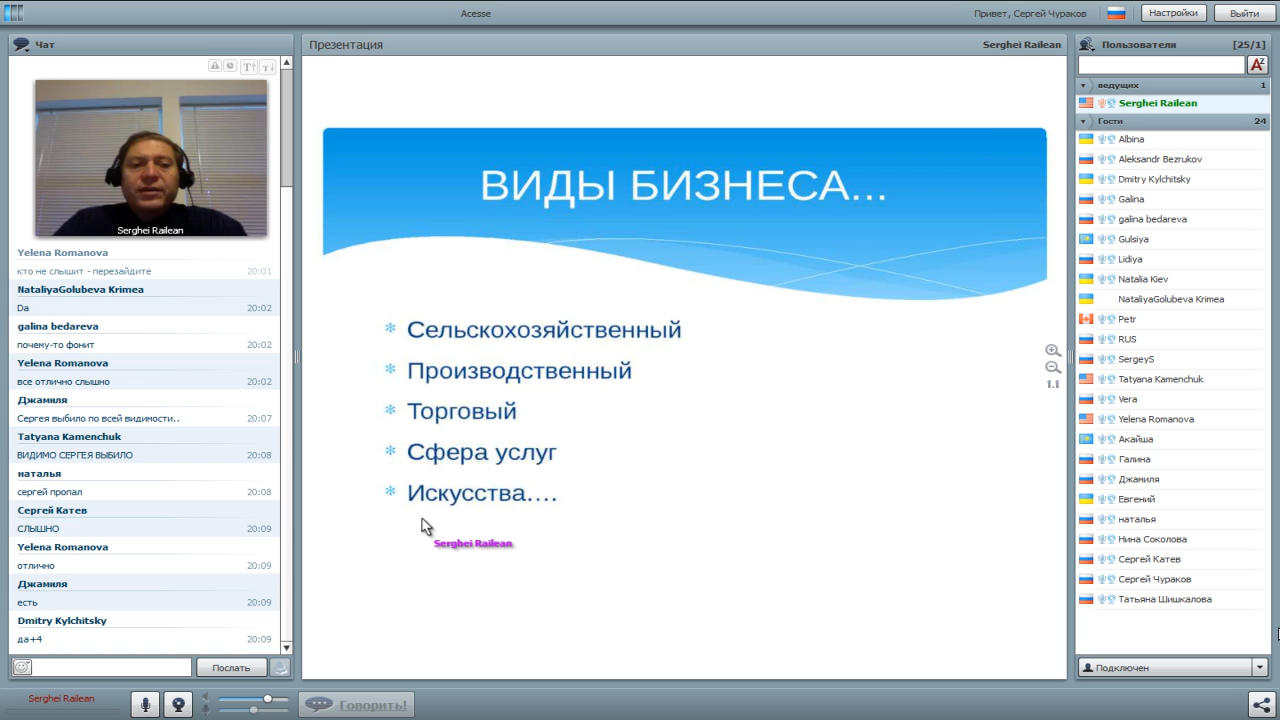 Acesse
Привет, Сергей Чураков
Настройки
Выйти
Чат
Serghei Railean
Yelena Romanova
кто не слышит - перезайдите 20:01
NataliyaGolubeva Krimea
Da 20:02
galina bedareva
почему-то фонит 20:02
Yelena Romanova
все отлично слышно 20:02
Джамиля
Сергея выбило по всей видимости.. 20:07
Tatyana Kamenchuk
ВИДИМО СЕРГЕЯ ВЫБИЛО 20:08
наталья
сергей пропал 20:08
Сергей Катев
СЛЫШНО 20:09
Yelena Romanova
отлично 20:09
Джамиля
есть 20:09
Dmitry Kylchitsky
да+4 20:09
Послать
Serghei Railean
Презентация
Serghei Railean
ВИДЫ БИЗНЕСА...
Сельскохозяйственный
Производственный
Торговый
Сфера услуг
Искусства....
Serghei Railean
1.1
Говорить!
Пользователи [25/1]
AZ
ведущих 1
Serghei Railean
Гости 24
Albina
Aleksandr Bezrukov
Dmitry Kylchitsky
Galina
galina bedareva
Gulsiya
Lidiya
Natalia Kiev
NataliyaGolubeva Krimea
Petr
RUS
SergeyS
Tatyana Kamenchuk
Vera
Yelena Romanova
Акайша
Галина
Джамиля
Евгений
наталья
Нина Соколова
Сергей Катев
Сергей Чураков
Татьяна Шишкалова
Подключен